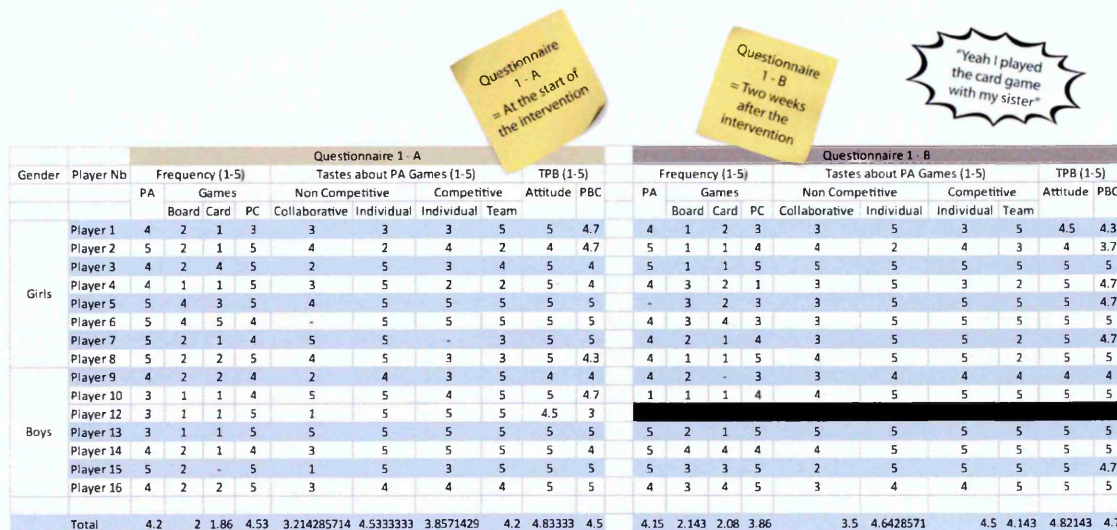 Questionnaire
1 - A
= At the start of
the intervention
Questionnaire
1 - B
= Two weeks
after the
intervention
"Yeah I played
the card game
with my sister"
Questionnaire 1 - A Questionnaire 1 - B
Gender Player Nb Frequency (1-5) Tastes about PA Games (1-5) TPB (1-5) Frequency (1-5) Tastes about PA Games (1-5) TPB (1-5)
PA Games Non Competitive Competitive Attitude PBC PA Games Non Competitive Competitive Attitude PBC
Board Card PC Collaborative Individual Individual Team Board Card PC Collaborative Individual Individual Team
Player 1 4 2 1 3 3 3 3 5 5 4.7 4 1 2 3 3 5 3 5 4.5 4.3
Player 2 5 2 1 5 4 2 4 2 4 4.7 5 1 1 4 4 2 4 3 4 3.7
Player 3 4 2 4 5 2 5 3 4 5 4 5 1 1 5 5 5 5 5 5 5
Girls
Player 4 4 1 1 5 3 5 2 2 5 4 4 3 2 1 3 5 3 2 5 4.7
Player 5 5 4 3 5 4 5 5 5 5 5 - 3 2 3 3 5 5 5 5 4.7
Player 6 5 4 5 4 - 5 5 5 5 5 4 3 4 3 3 5 5 5 5 5
Player 7 5 2 1 4 5 5 - 3 5 5 4 2 1 4 3 5 5 2 5 4.7
Player 8 5 2 2 5 4 5 3 3 5 4.3 4 1 1 5 4 5 5 2 5 5
Player 9 4 2 2 4 2 4 3 5 4 4 4 2 - 3 3 4 4 4 4 4
Player 10 3 1 1 4 5 5 4 5 5 4.7 1 1 1 4 4 5 5 5 5 5
Player 12 3 1 1 5 1 5 5 5 4.5 3
Boys
Player 13 3 1 1 5 5 5 5 5 5 5 5 2 1 5 5 5 5 5 5 5
Player 14 4 2 1 4 3 5 5 5 5 4 5 4 4 4 4 5 5 5 5 5
Player 15 5 2 - 5 1 5 3 5 5 5 5 3 3 5 2 5 5 5 5 4.7
Player 16 4 2 2 5 3 4 4 4 5 5 4 3 4 5 3 4 4 5 5 5
Total 4.2 2 1.86 4.53 3.214285714 4.5333333 3.8571429 4.2 4.83333 4.5 4.15 2.143 2.08 3.86 3.5 4.6428571 4.5 4.143 4.82143